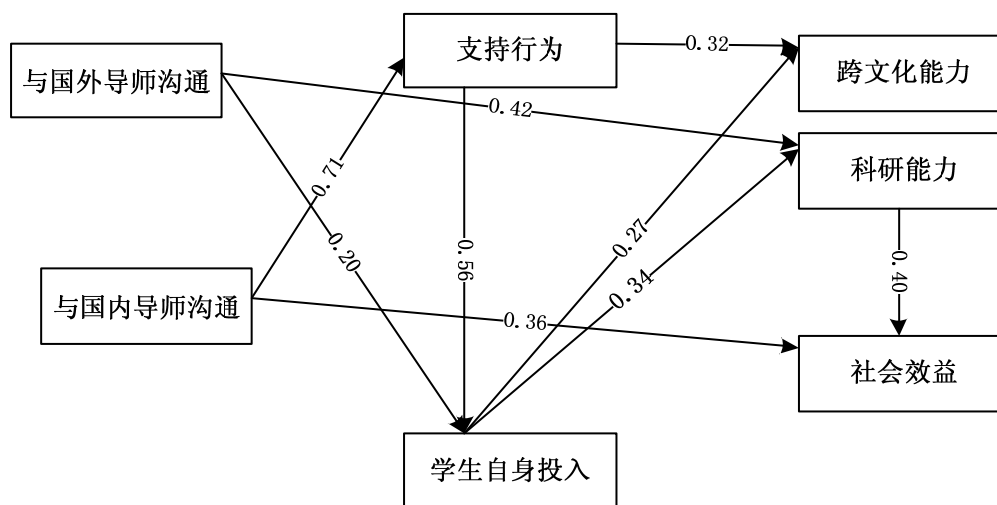 支持行为
0.32
跨文化能力
与国外导师沟通
0.42
科研能力
0.71
0.20
0.27
0.56
0.34
0.40
与国内导师沟通
0.36
社会效益
学生自身投入